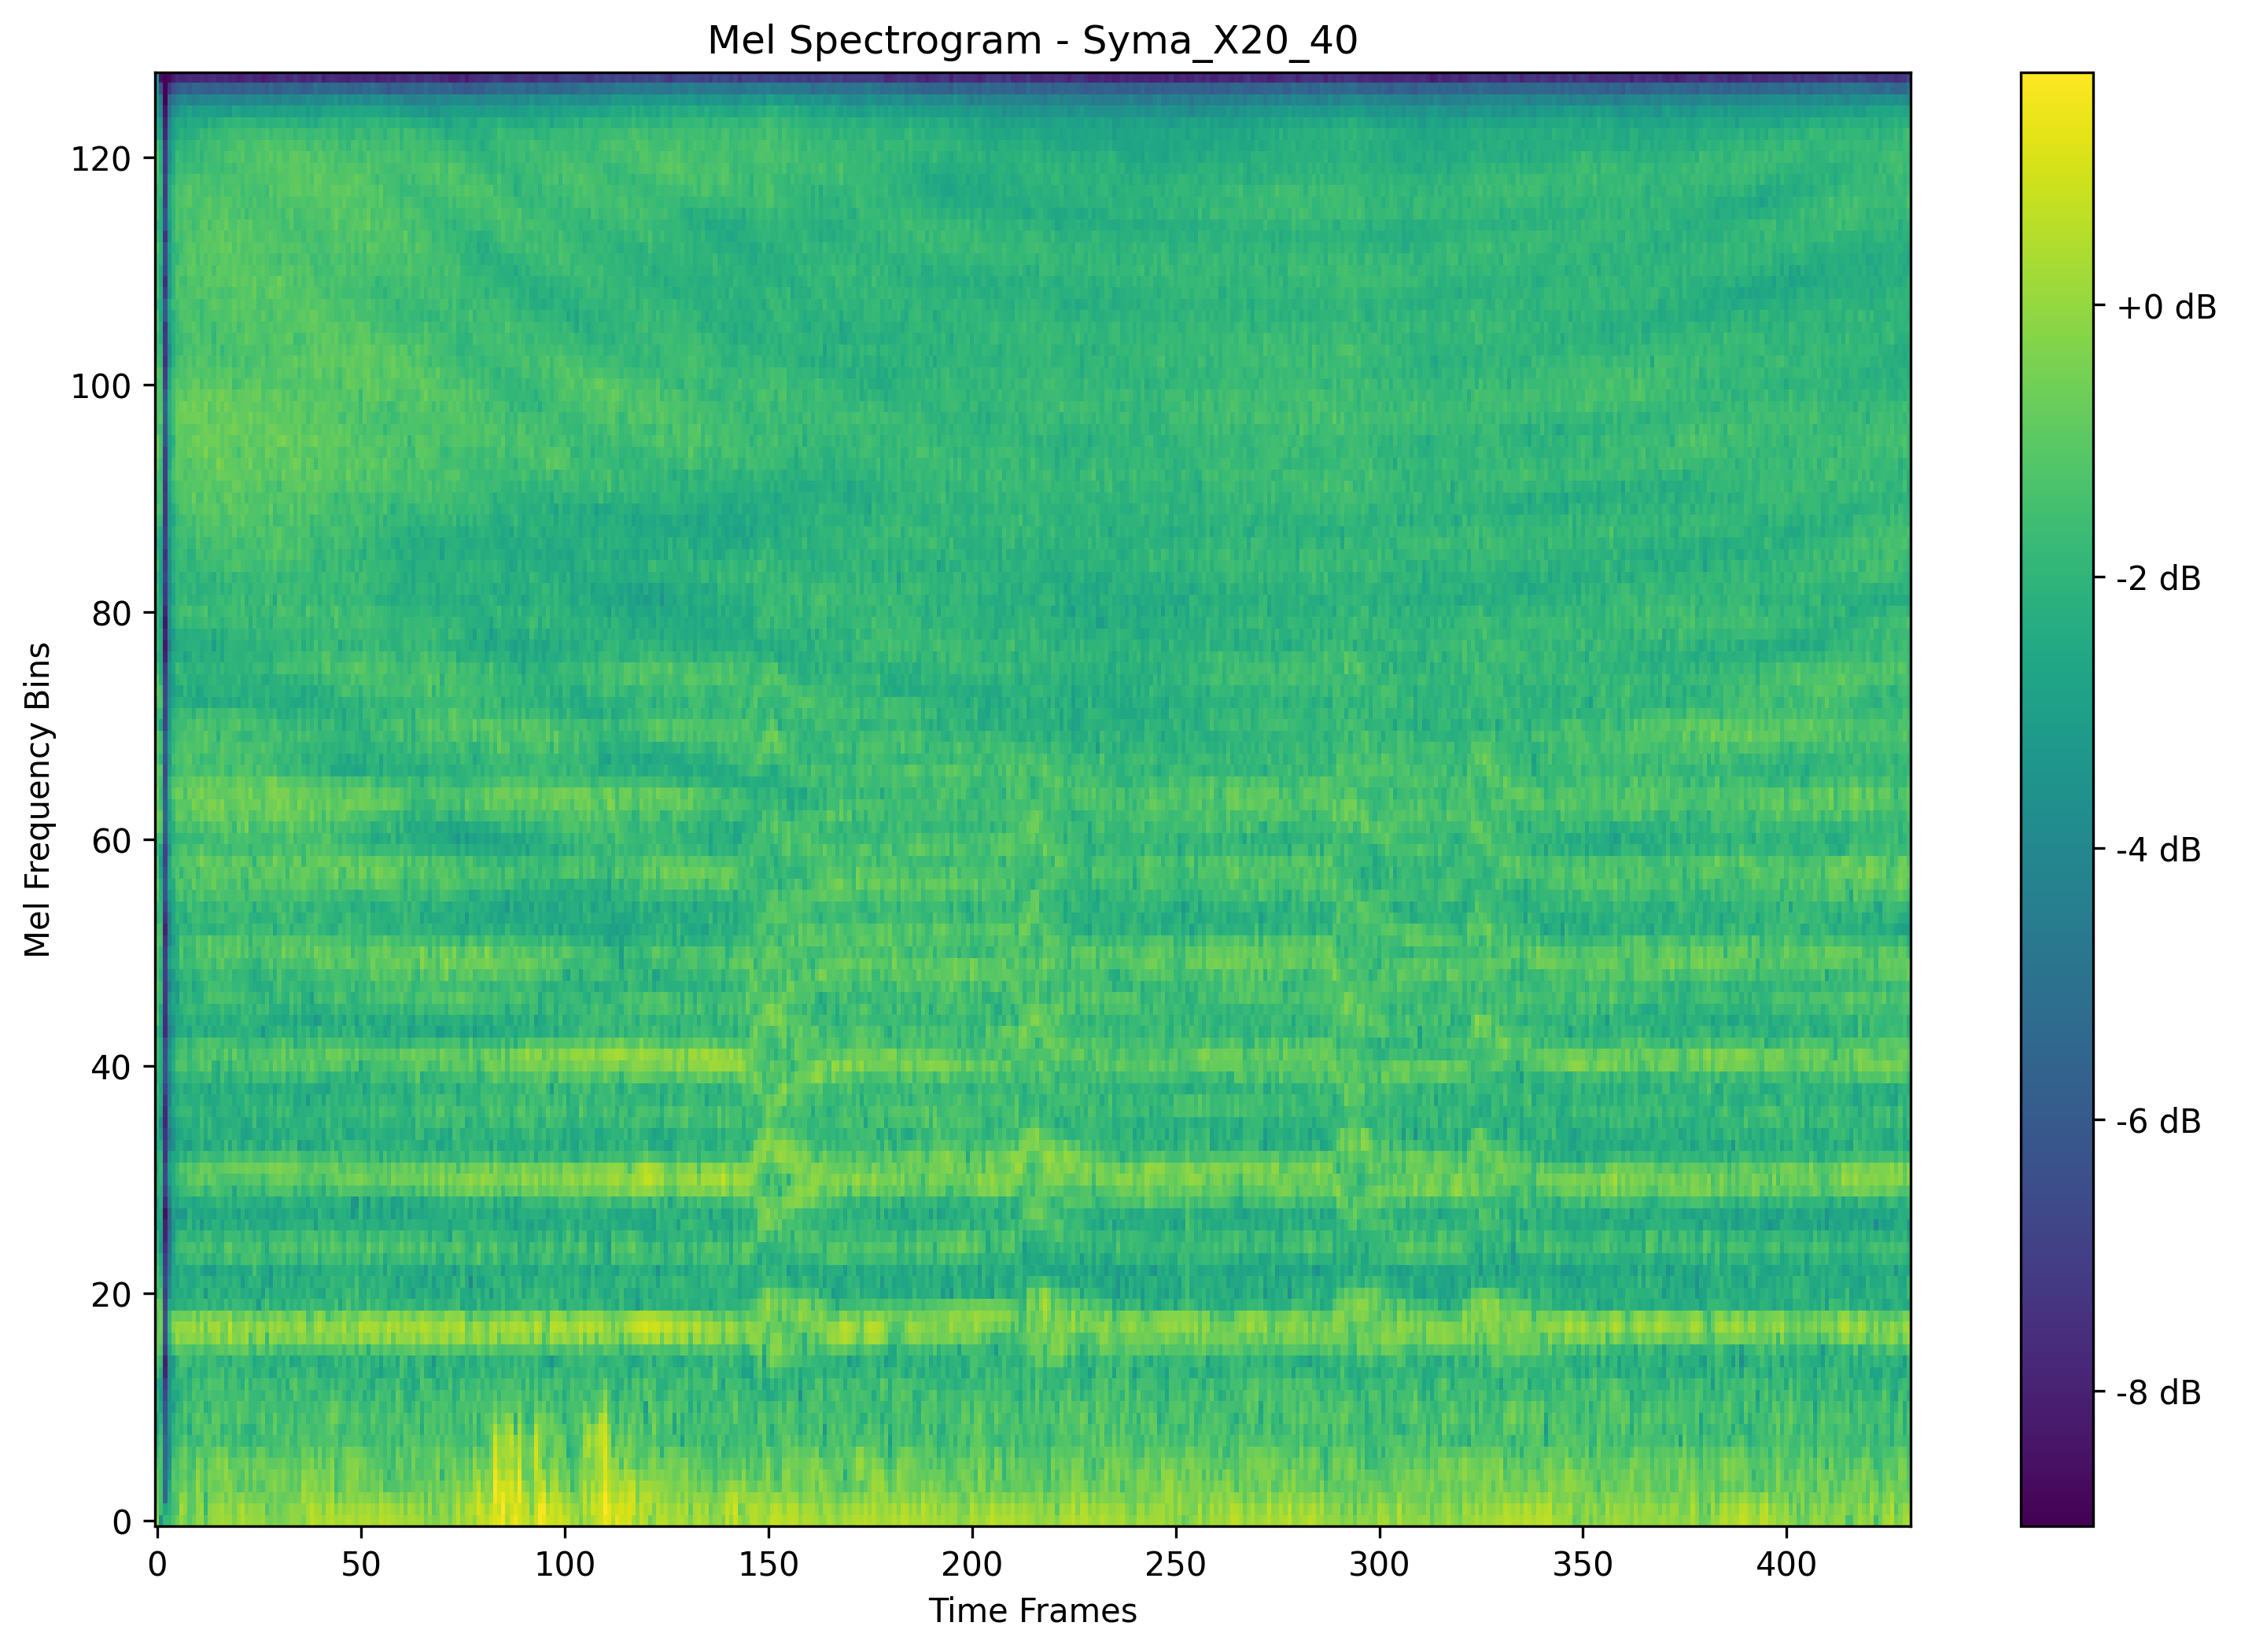 Mel Spectrogram - Syma_X20_40
Mel Frequency Bins
120
100
80
60
40
20
0
0 50 100 150 200 250 300 350 400
Time Frames
+0 dB
-2 dB
-4 dB
-6 dB
-8 dB